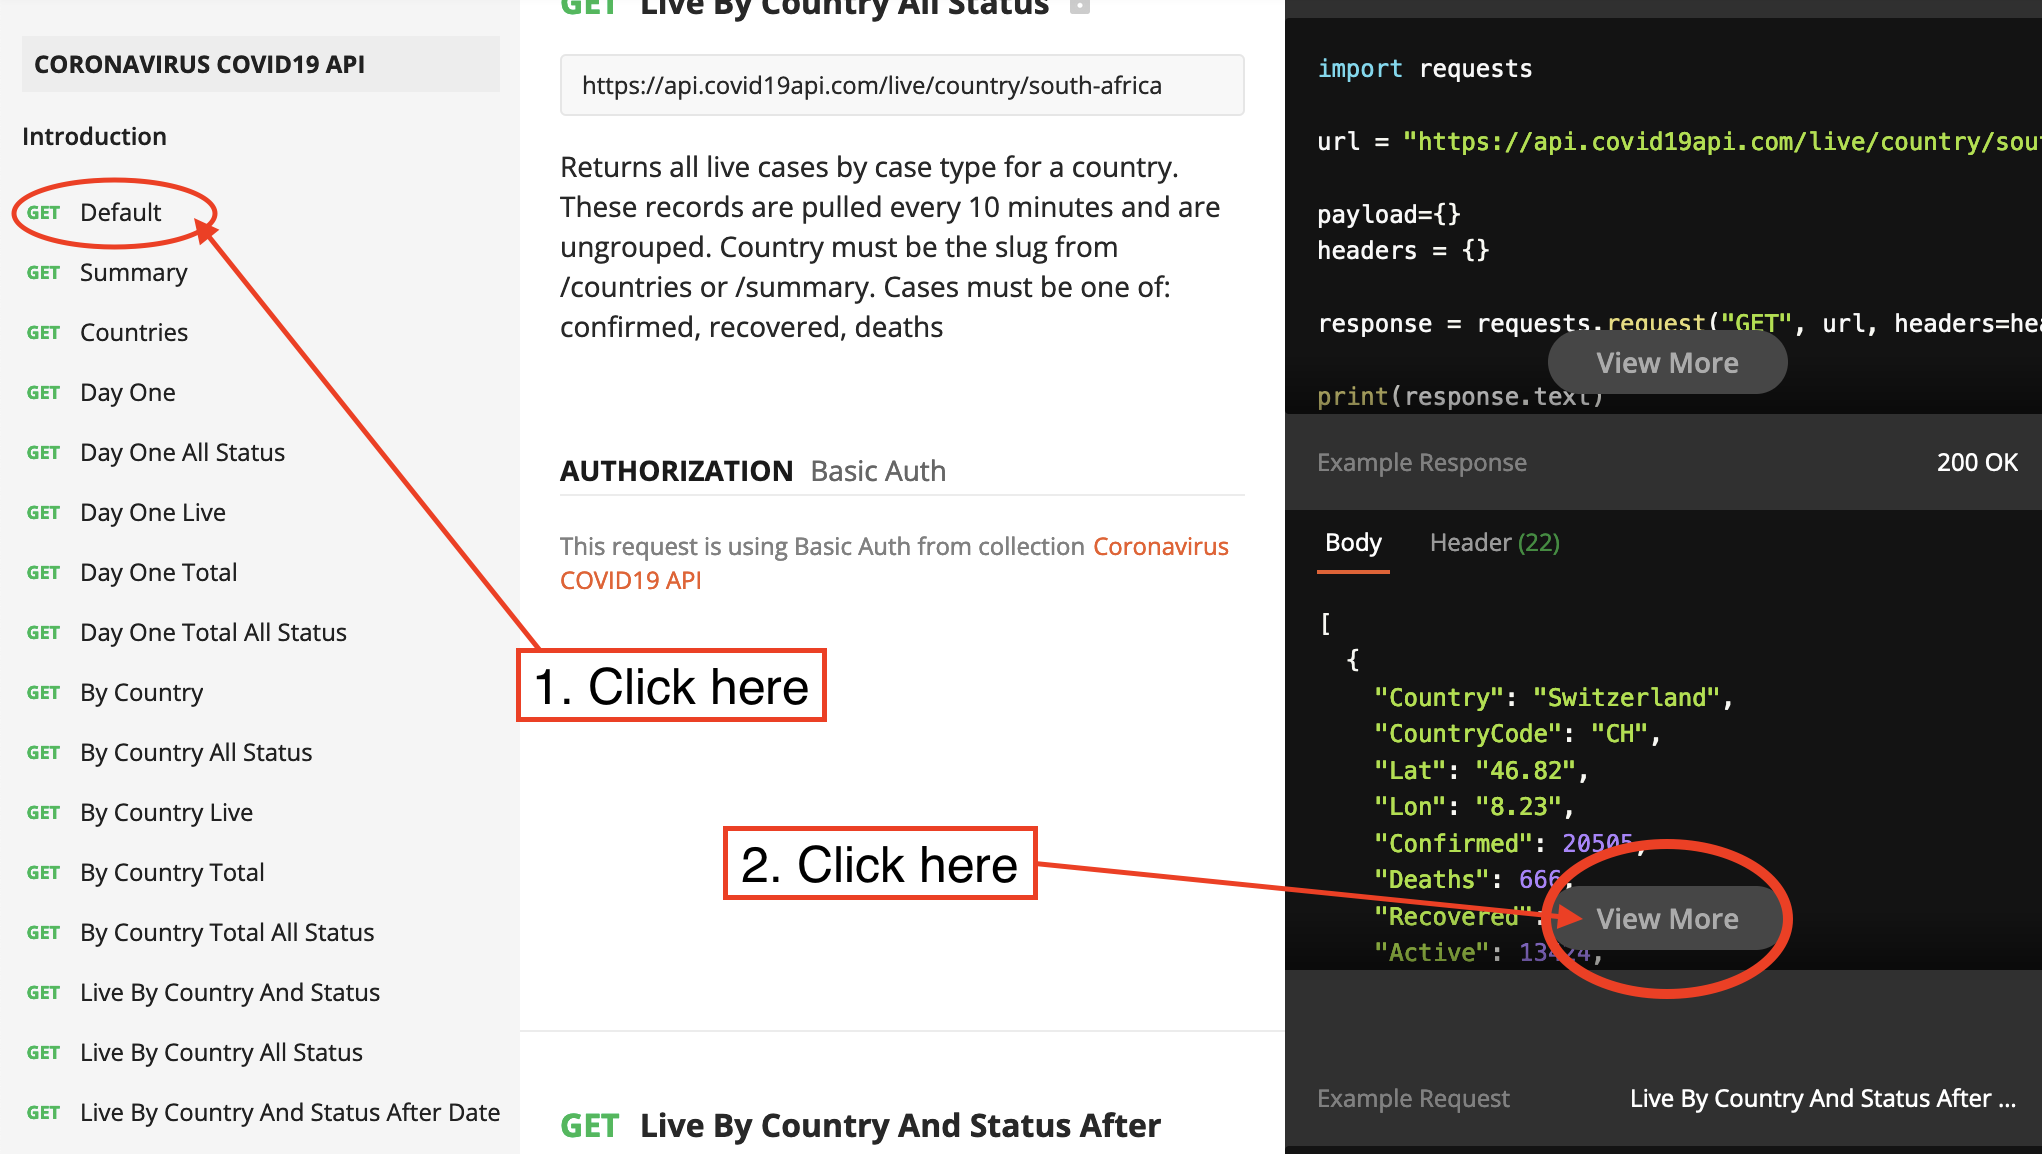 CORONAVIRUS COVID19 API
Introduction
GET Default
GET Summary
GET Countries
GET Day One
GET Day One All Status
GET Day One Live
GET Day One Total
GET Day One Total All Status
GET By Country
GET By Country All Status
GET By Country Live
GET By Country Total
GET By Country Total All Status
GET Live By Country And Status
GET Live By Country All Status
GET Live By Country And Status After Date
GET Live By Country All Status
https://api.covid19api.com/live/country/south-africa
Returns all live cases by case type for a country.
These records are pulled every 10 minutes and are
ungrouped. Country must be the slug from
/countries or /summary. Cases must be one of:
confirmed, recovered, deaths
AUTHORIZATION Basic Auth
This request is using Basic Auth from collection Coronavirus
COVID19 API
1. Click here
2. Click here
GET Live By Country And Status After
import requests
url = "https://api.covid19api.com/live/country/sou
payload={}
headers = {}
response = requests.request("GET", url, headers=hea
View More
print(response.text)
Example Response 200 OK
Body Header (22)
[
{
"Country": "Switzerland",
"CountryCode": "CH",
"Lat": "46.82",
"Lon": "8.23",
"Confirmed": 20505,
"Deaths": 666,
"Recovered":
View More
"Active": 13424,
Example Request Live By Country And Status After ...